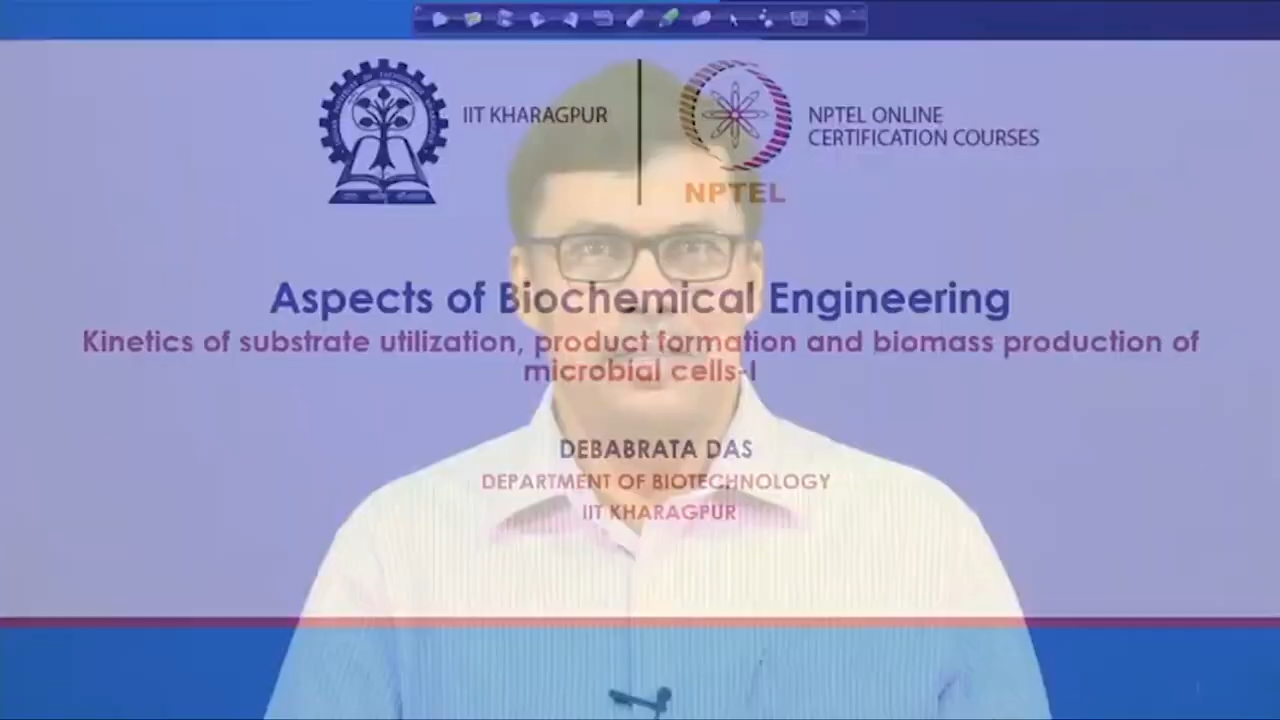 IIT KHARAGPUR
NPTEL ONLINE
CERTIFICATION COURSES
NPTEL
Aspects of Biochemical Engineering
Kinetics of substrate utilization, product formation and biomass production of
microbial cells-I
DEBABRATA DAS
DEPARTMENT OF BIOTECHNOLOGY
IIT KHARAGPUR